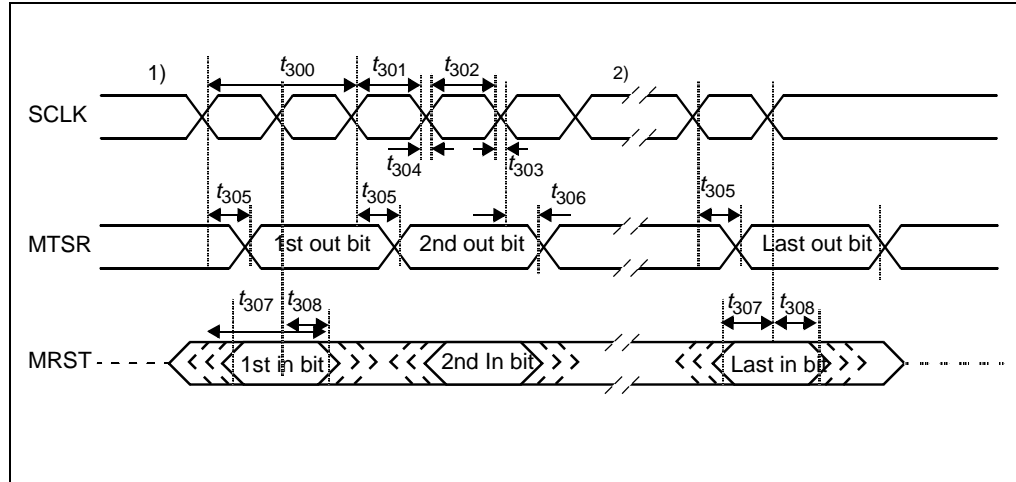 1) t300 t301 t302 2)
SCLK
t304 t303
t305 t305 t306 t305
MTSR 1st out bit 2nd out bit Last out bit
t307 t308 t307 t308
MRST 1st in bit 2nd In bit Last in bit